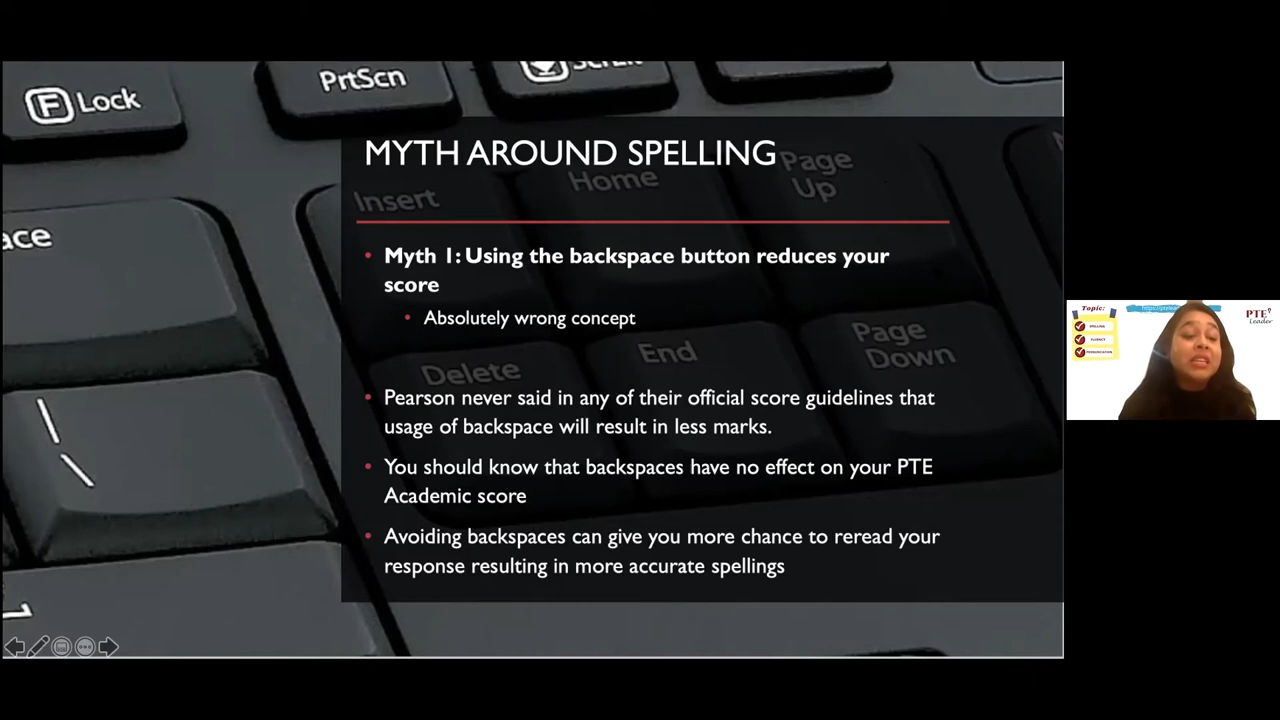 F Lock
PrtScn
Insert
Home
Page
Up
ace
MYTH AROUND SPELLING
Myth 1: Using the backspace button reduces your
score
Absolutely wrong concept
Delete
End
Page
Down
Pearson never said in any of their official score guidelines that
usage of backspace will result in less marks.
You should know that backspaces have no effect on your PTE
Academic score
Avoiding backspaces can give you more chance to reread your
response resulting in more accurate spellings
\
Topic:
SPELLING
FLUENCY
PRONUNCIATION
PTE
Leader